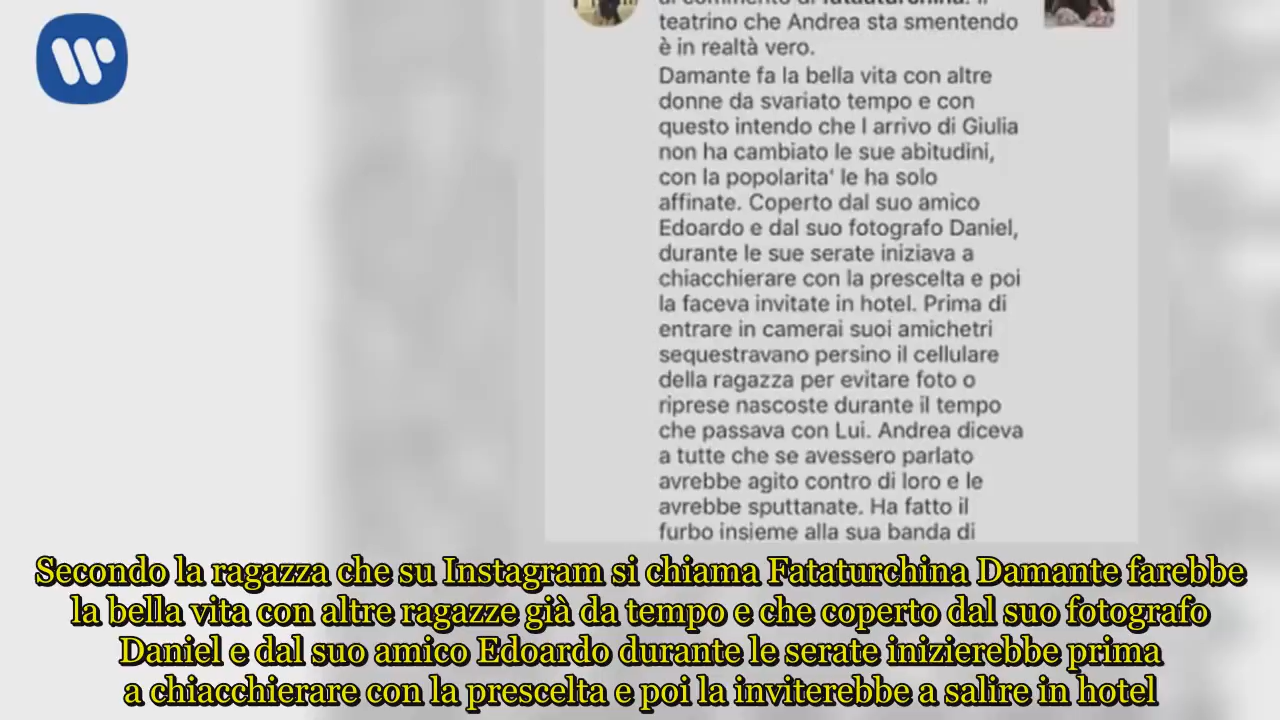 al commento di fataturchina. Il
teatrino che Andrea sta smentendo
è in realtà vero.
Damante fa la bella vita con altre
donne da svariato tempo e con
questo intendo che l arrivo di Giulia
non ha cambiato le sue abitudini,
con la popolarita' le ha solo
affinate. Coperto dal suo amico
Edoardo e dal suo fotografo Daniel,
durante le sue serate iniziava a
chiacchierare con la prescelta e poi
la faceva invitate in hotel. Prima di
entrare in camerai suoi amichetri
sequestravano persino il cellulare
della ragazza per evitare foto o
riprese nascoste durante il tempo
che passava con Lui. Andrea diceva
a tutte che se avessero parlato
avrebbe agito contro di loro e le
avrebbe sputtanate. Ha fatto il
furbo insieme alla sua banda di
Secondo la ragazza che su Instagram si chiama Fataturchina Damante farebbe
la bella vita con altre ragazze già da tempo e che coperto dal suo fotografo
Daniel e dal suo amico Edoardo durante le serate inizierebbe prima
a chiacchierare con la prescelta e poi la inviterebbe a salire in hotel